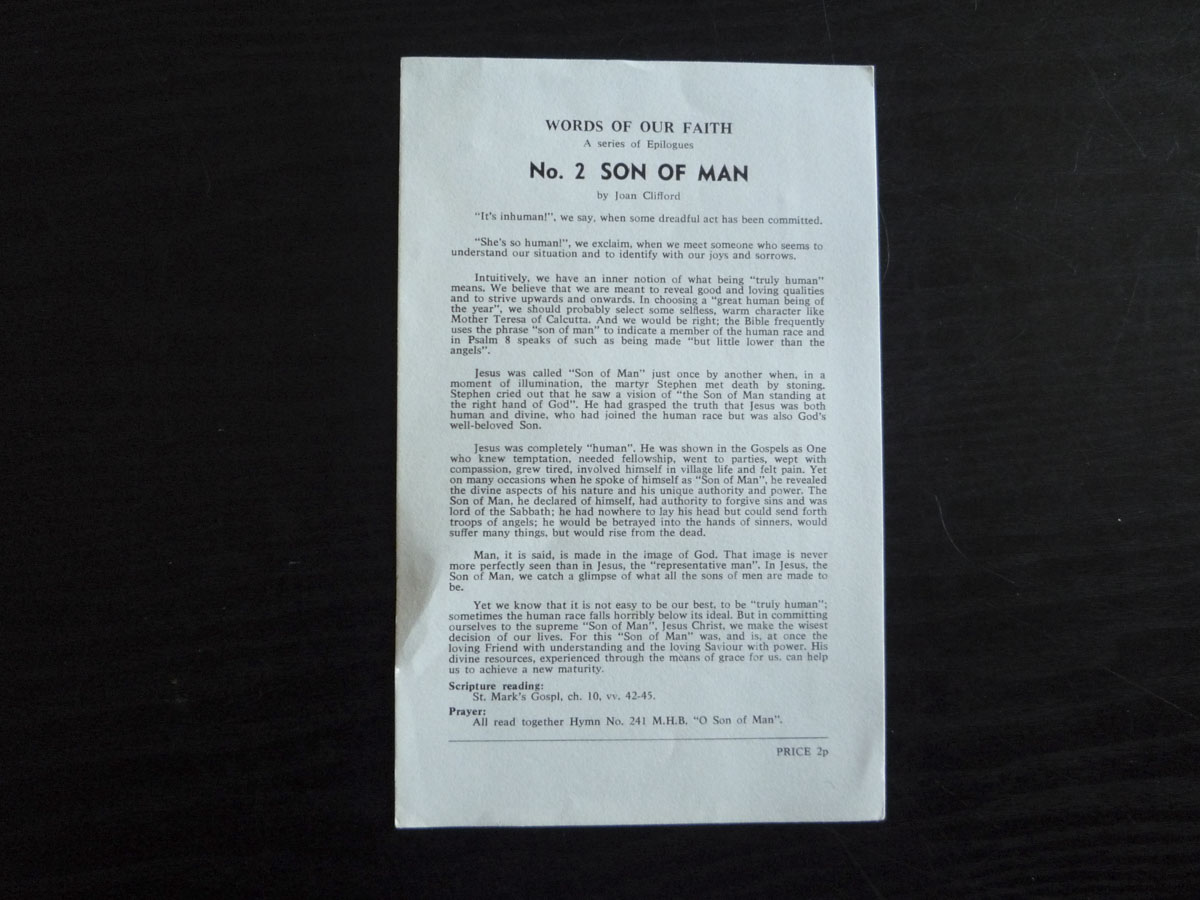 WORDS OF OUR FAITH
A series of Epilogues
No. 2 SON OF MAN
by Joan Clifford
"It's inhuman!", we say, when some dreadful act has been committed.
"She's so human!", we exclaim, when we meet someone who seems to
understand our situation and to identify with our joys and sorrows.
Intuitively, we have an inner notion of what being "truly human"
means. We believe that we are meant to reveal good and loving qualities
and to strive upwards and onwards. In choosing a "great human being of
the year", we should probably select some selfless, warm character like
Mother Teresa of Calcutta. And we would be right; the Bible frequently
uses the phrase "son of man" to indicate a member of the human race and
in Psalm 8 speaks of such as being made "but little lower than the
angels".
Jesus was called "Son of Man" just once by another when, in a
moment of illumination, the martyr Stephen met death by stoning.
Stephen cried out that he saw a vision of "the Son of Man standing at
the right hand of God". He had grasped the truth that Jesus was both
human and divine, who had joined the human race but was also God's
well-beloved Son.
Jesus was completely "human". He was shown in the Gospels as One
who knew temptation, needed fellowship, went to parties, wept with
compassion, grew tired, involved himself in village life and felt pain. Yet
on many occasions when he spoke of himself as "Son of Man", he revealed
the divine aspects of his nature and his unique authority and power. The
Son of Man, he declared of himself, had authority to forgive sins and was
lord of the Sabbath; he had nowhere to lay his head but could send forth
troops of angels; he would be betrayed into the hands of sinners, would
suffer many things, but would rise from the dead.
Man, it is said, is made in the image of God. That image is never
more perfectly seen than in Jesus, the "representative man". In Jesus, the
Son of Man, we catch a glimpse of what all the sons of men are made to
be.
Yet we know that it is not easy to be our best, to be "truly human";
sometimes the human race falls horribly below its ideal. But in committing
ourselves to the supreme "Son of Man", Jesus Christ, we make the wisest
decision of our lives. For this "Son of Man" was, and is, at once the
loving Friend with understanding and the loving Saviour with power. His
divine resources, experienced through the means of grace for us. can help
us to achieve a new maturity.
Scripture reading:
St. Mark's Gospl, ch. 10, vv. 42-45.
Prayer:
All read together Hymn No. 241 M.H.B. "O Son of Man".
PRICE 2p